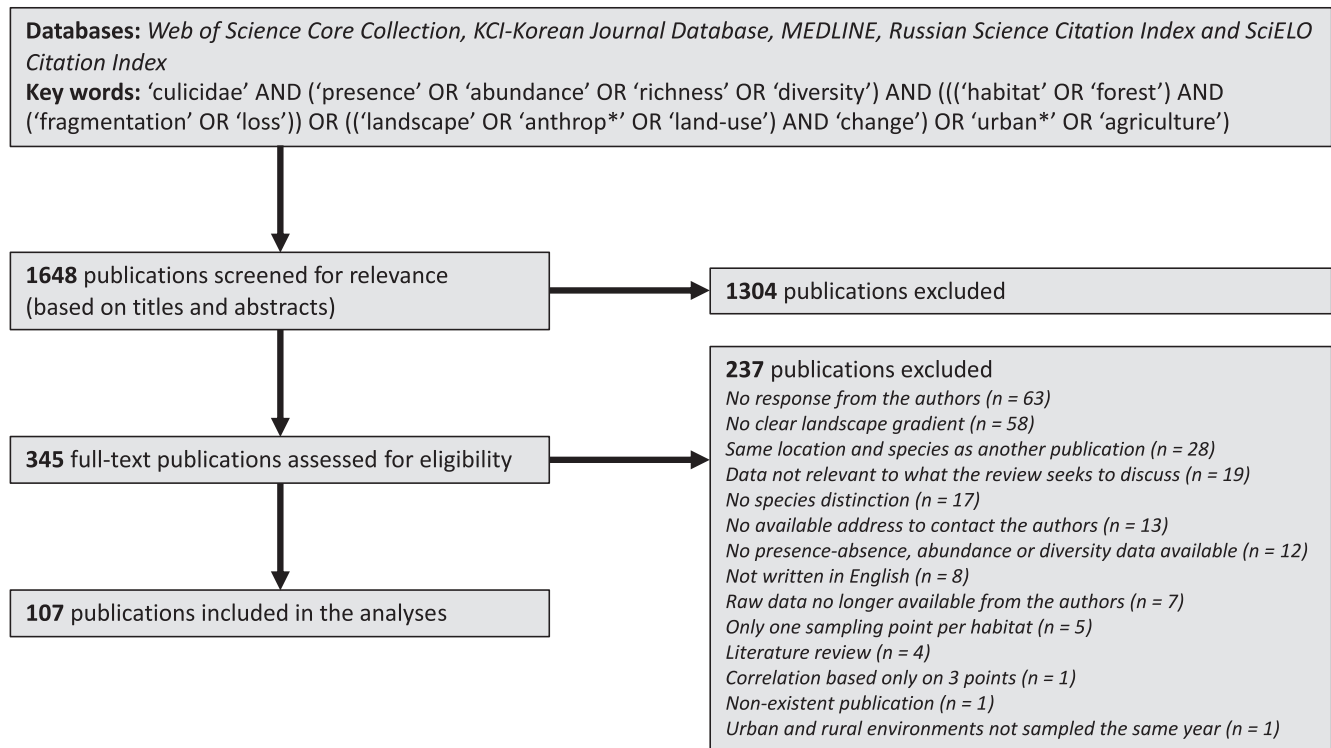 Databases: Web of Science Core Collection, KCI-Korean Journal Database, MEDLINE, Russian Science Citation Index and SciELO
Citation Index
Key words: ‘culicidae’ AND (‘presence’ OR ‘abundance’ OR ‘richness’ OR ‘diversity’) AND (((‘habitat’ OR ‘forest’) AND
(‘fragmentation’ OR ‘loss’)) OR ((‘landscape’ OR ‘anthrop*’ OR ‘land-use’) AND ‘change’) OR ‘urban*’ OR ‘agriculture’)
1648 publications screened for relevance
(based on titles and abstracts)
1304 publications excluded
345 full-text publications assessed for eligibility
237 publications excluded
No response from the authors (n = 63)
No clear landscape gradient (n = 58)
Same location and species as another publication (n = 28)
Data not relevant to what the review seeks to discuss (n = 19)
No species distinction (n = 17)
No available address to contact the authors (n = 13)
No presence-absence, abundance or diversity data available (n = 12)
Not written in English (n = 8)
Raw data no longer available from the authors (n = 7)
Only one sampling point per habitat (n = 5)
Literature review (n = 4)
Correlation based only on 3 points (n = 1)
Non-existent publication (n = 1)
Urban and rural environments not sampled the same year (n = 1)
107 publications included in the analyses